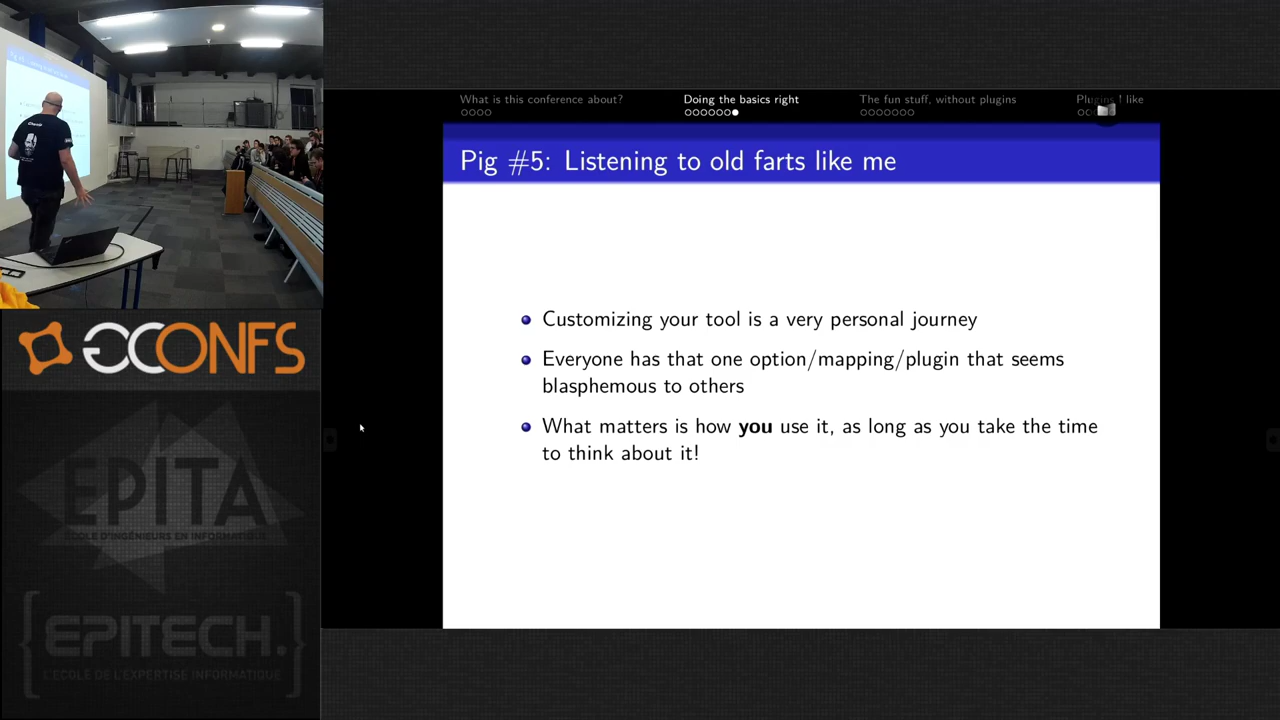 What is this conference about?
Doing the basics right
The fun stuff, without plugins
Plugins I like
Pig #5: Listening to old farts like me
Customizing your tool is a very personal journey
Everyone has that one option/mapping/plugin that seems
blasphemous to others
What matters is how you use it, as long as you take the time
to think about it!
CONFS
EPITA
ÉCOLE D'INGÉNIEURS EN INFORMATIQUE
{EPITECH.}
L'ECOLE DE L'EXPERTISE INFORMATIQUE